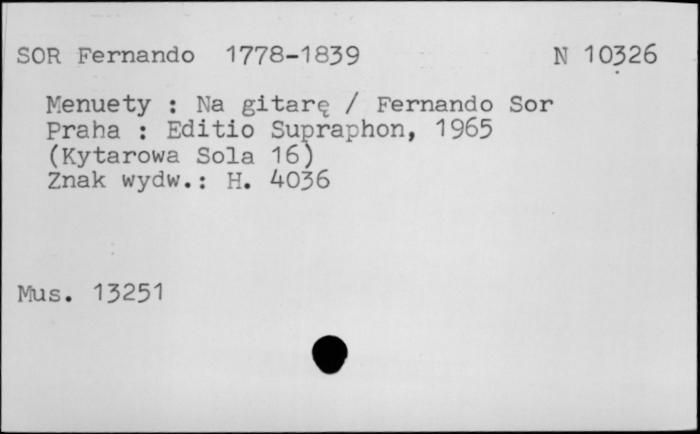 SOR Fernando 1778-1839 N 10326
Menuety : Na gitarę / Fernando Sor
Praha : Editio Supraphon, 1965
(Kytarowa Sola 16)
Znak wydw.: H. 4036
Mus. 13251